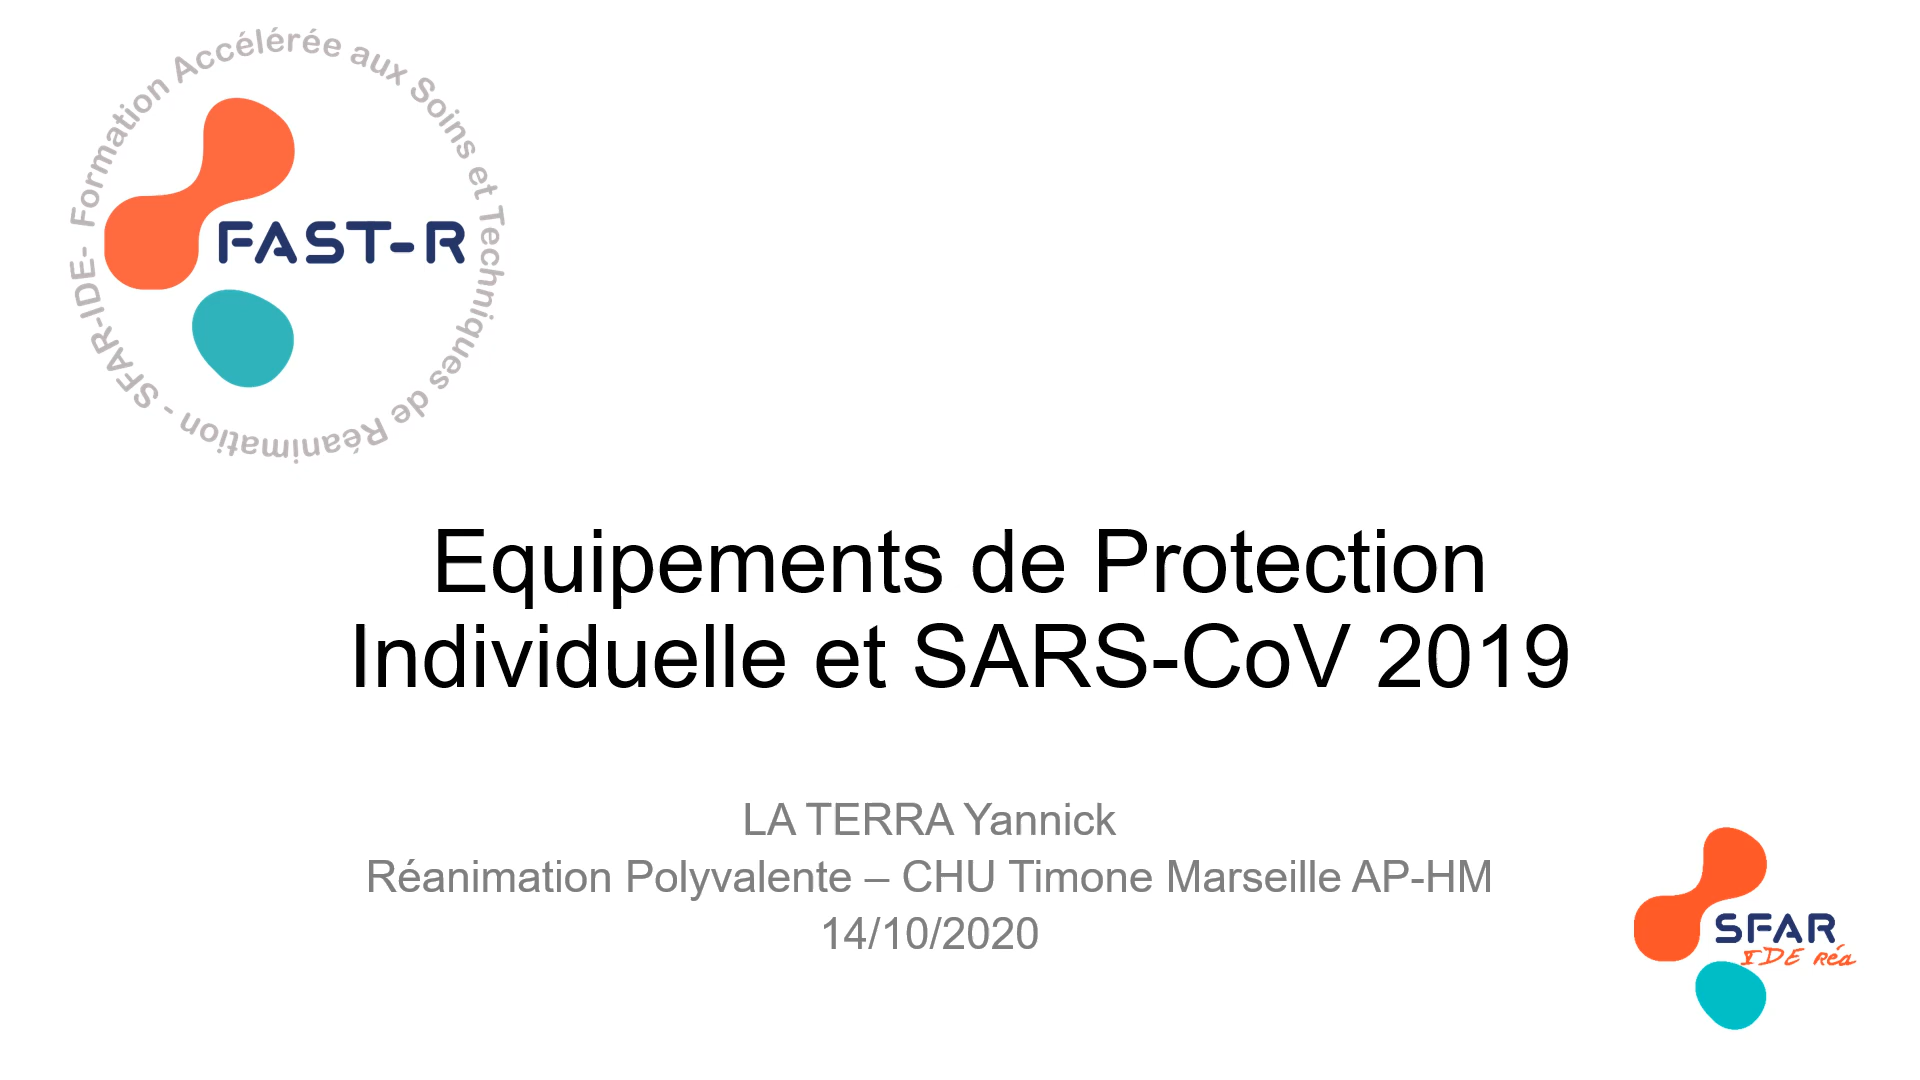 SFAR-IDE- Formation Accélérée aux Soins et Techniques de Réanimation -
FAST-R
Equipements de Protection
Individuelle et SARS-CoV 2019
LA TERRA Yannick
Réanimation Polyvalente – CHU Timone Marseille AP-HM
14/10/2020
SFAR
IDE réa